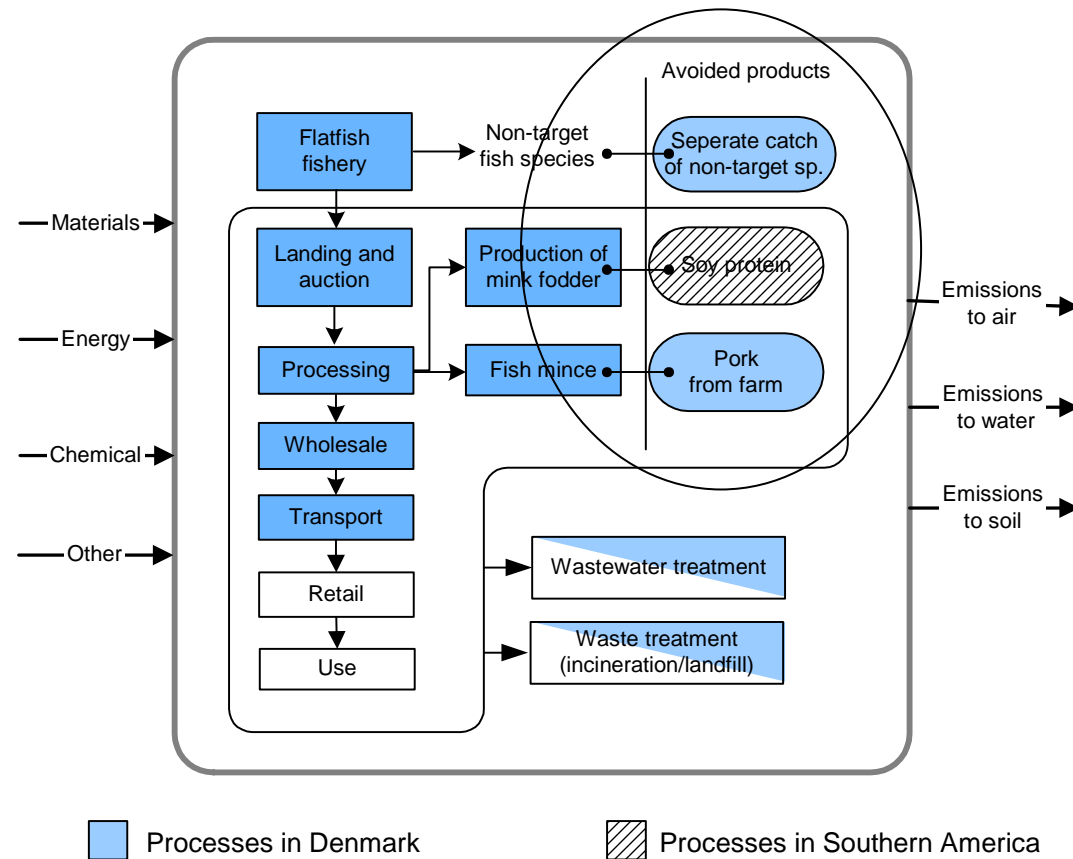 Avoided products
Flatfish
fishery
Non-target
fish species
Seperate catch
of non-target sp.
Materials
Landing and
auction
Production of
mink fodder
Soy protein
Emissions
to air
Energy
Processing
Fish mince
Pork
from farm
Emissions
to water
Wholesale
Chemical
Transport
Emissions
to soil
Other
Wastewater treatment
Retail
Waste treatment
(incineration/landfill)
Use
Processes in Denmark
Processes in Southern America